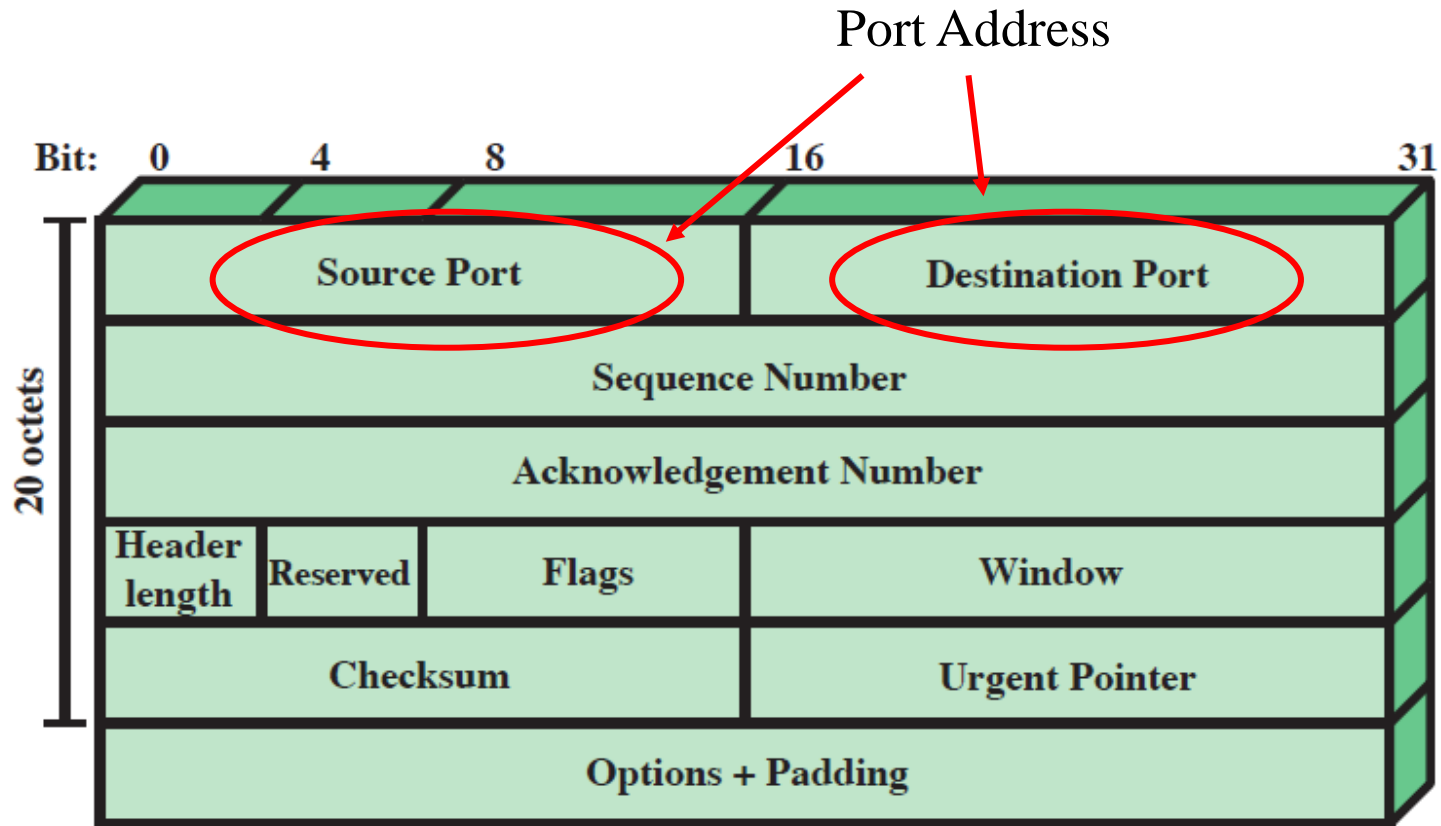 Port Address
Bit: 0 4 8 16 31
Source Port Destination Port
Sequence Number
20 octets
Acknowledgement Number
Header
length
Reserved Flags Window
Checksum Urgent Pointer
Options + Padding